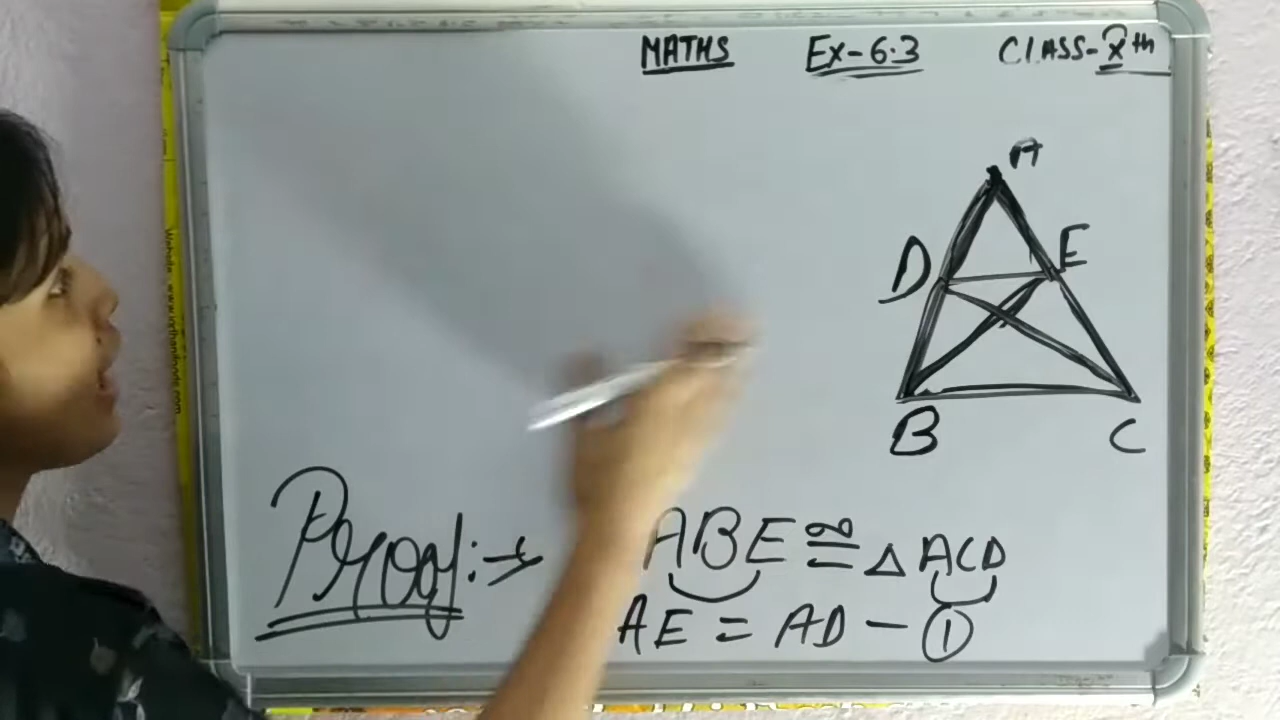 MATHS Ex-6.3 CLASS-Xth
A
D E
B C
Proof:→ ABE ≅ △ ACD
AE = AD — ①